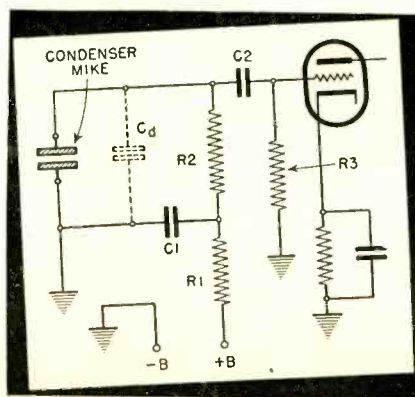 CONDENSER
MIKE
C2
Cd
R2
R3
C1
R1
-B
+B